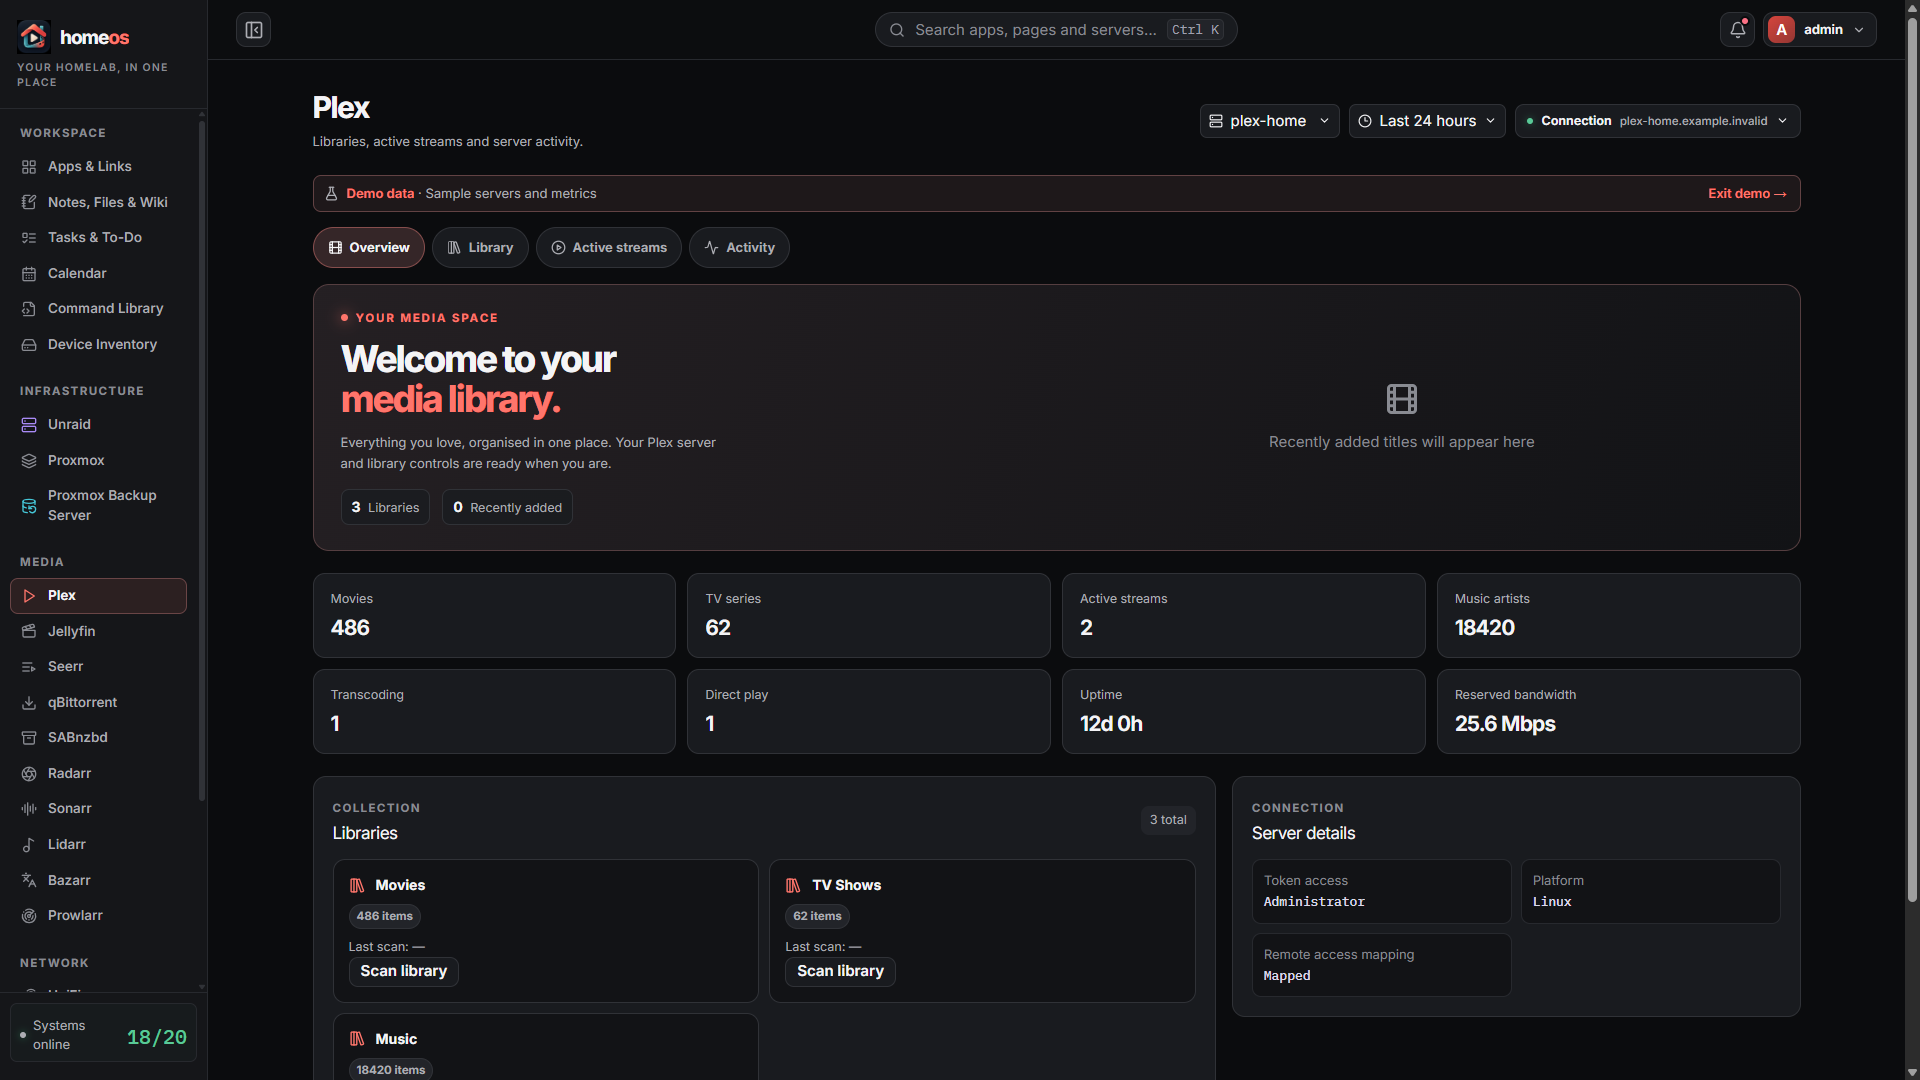 homeos
YOUR HOMELAB, IN ONE
PLACE
WORKSPACE
Apps & Links
Notes, Files & Wiki
Tasks & To-Do
Calendar
Command Library
Device Inventory
INFRASTRUCTURE
Unraid
Proxmox
Proxmox Backup
Server
MEDIA
Plex
Jellyfin
Seerr
qBittorrent
SABnzbd
Radarr
Sonarr
Lidarr
Bazarr
Prowlarr
NETWORK
Systems
online
18/20
Search apps, pages and servers... Ctrl K
A admin
Plex
Libraries, active streams and server activity.
plex-home
Last 24 hours
Connection plex-home.example.invalid
Demo data · Sample servers and metrics
Exit demo →
Overview
Library
Active streams
Activity
YOUR MEDIA SPACE
Welcome to your
media library.
Everything you love, organised in one place. Your Plex server
and library controls are ready when you are.
3 Libraries
0 Recently added
Recently added titles will appear here
Movies
486
TV series
62
Active streams
2
Music artists
18420
Transcoding
1
Direct play
1
Uptime
12d 0h
Reserved bandwidth
25.6 Mbps
COLLECTION
Libraries
3 total
Movies
486 items
Last scan: —
Scan library
TV Shows
62 items
Last scan: —
Scan library
Music
18420 items
CONNECTION
Server details
Token access
Administrator
Platform
Linux
Remote access mapping
Mapped